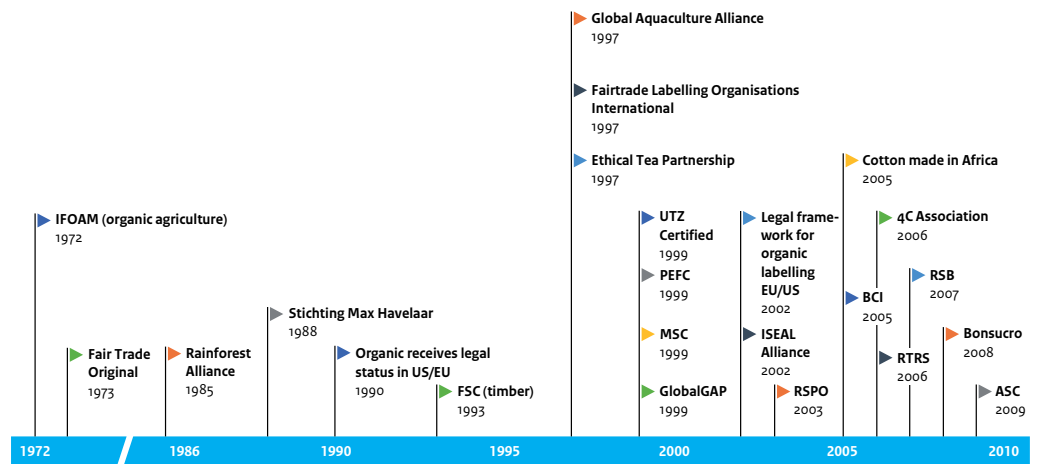 Global Aquaculture Alliance
1997
Fairtrade Labelling Organisations
International
1997
Ethical Tea Partnership
1997
Cotton made in Africa
2005
IFOAM (organic agriculture)
1972
UTZ
Certified
1999
Legal frame-
work for
organic
labelling
EU/US
2002
4C Association
2006
PEFC
1999
RSB
2007
BCI
2005
Stichting Max Havelaar
1988
MSC
1999
ISEAL
Alliance
2002
Bonsucro
2008
Fair Trade
Original
1973
Rainforest
Alliance
1985
Organic receives legal
status in US/EU
1990
RTRS
2006
FSC (timber)
1993
GlobalGAP
1999
RSPO
2003
ASC
2009
1972
1986
1990
1995
2000
2005
2010